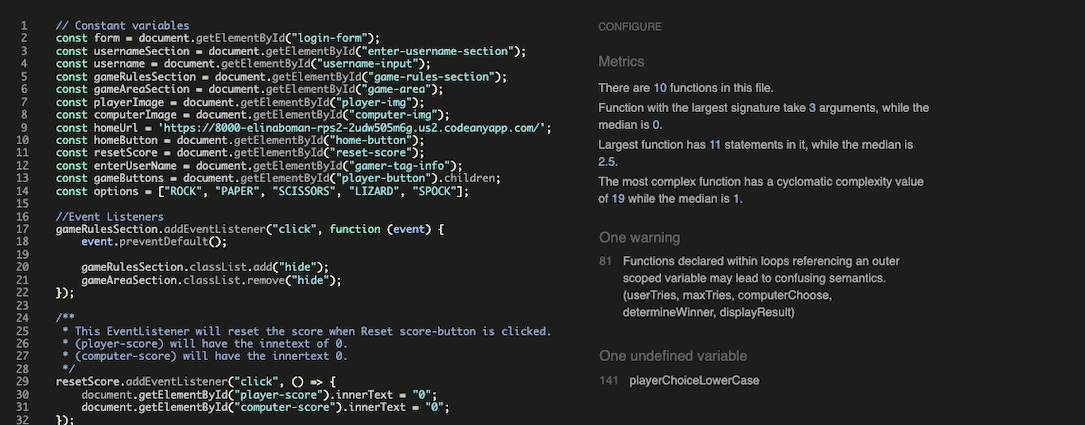 1 // Constant variables
2 const form = document.getElementById("login-form");
3 const usernameSection = document.getElementById("enter-username-section");
4 const username = document.getElementById("username-input");
5 const gameRulesSection = document.getElementById("game-rules-section");
6 const gameAreaSection = document.getElementById("game-area");
7 const playerImage = document.getElementById("player-img");
8 const computerImage = document.getElementById("computer-img");
9 const homeUrl = 'https://8000-elinaboman-rps2-2udw505m6g.us2.codeanyapp.com/';
10 const homeButton = document.getElementById("home-button");
11 const resetScore = document.getElementById("reset-score");
12 const enterUserName = document.getElementById("gamer-tag-info");
13 const gameButtons = document.getElementById("player-button").children;
14 const options = ["ROCK", "PAPER", "SCISSORS", "LIZARD", "SPOCK"];
15
16 //Event Listeners
17 gameRulesSection.addEventListener("click", function (event) {
18 event.preventDefault();
19
20 gameRulesSection.classList.add("hide");
21 gameAreaSection.classList.remove("hide");
22 });
23
24 /**
25 * This EventListener will reset the score when Reset score-button is clicked.
26 * (player-score) will have the innetext of 0.
27 * (computer-score) will have the innertext 0.
28 */
29 resetScore.addEventListener("click", () => {
30 document.getElementById("player-score").innerText = "0";
31 document.getElementById("computer-score").innerText = "0";
32 });
CONFIGURE
Metrics
There are 10 functions in this file.
Function with the largest signature take 3 arguments, while the
median is 0.
Largest function has 11 statements in it, while the median is
2.5.
The most complex function has a cyclomatic complexity value
of 19 while the median is 1.
One warning
81 Functions declared within loops referencing an outer
scoped variable may lead to confusing semantics.
(userTries, maxTries, computerChoose,
determineWinner, displayResult)
One undefined variable
141 playerChoiceLowerCase